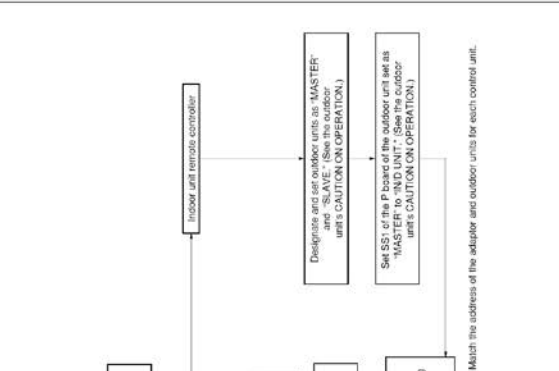 Indoor unit remote controller
Designate and set outdoor units as "MASTER"
and "SLAVE." (See the outdoor
unit's CAUTION ON OPERATION.)
Set SS1 of the P board of the outdoor unit set as
"MASTER" to "IN/D UNIT." (See the outdoor
unit's CAUTION ON OPERATION.)
Match the address of the adaptor and outdoor units for each control unit.